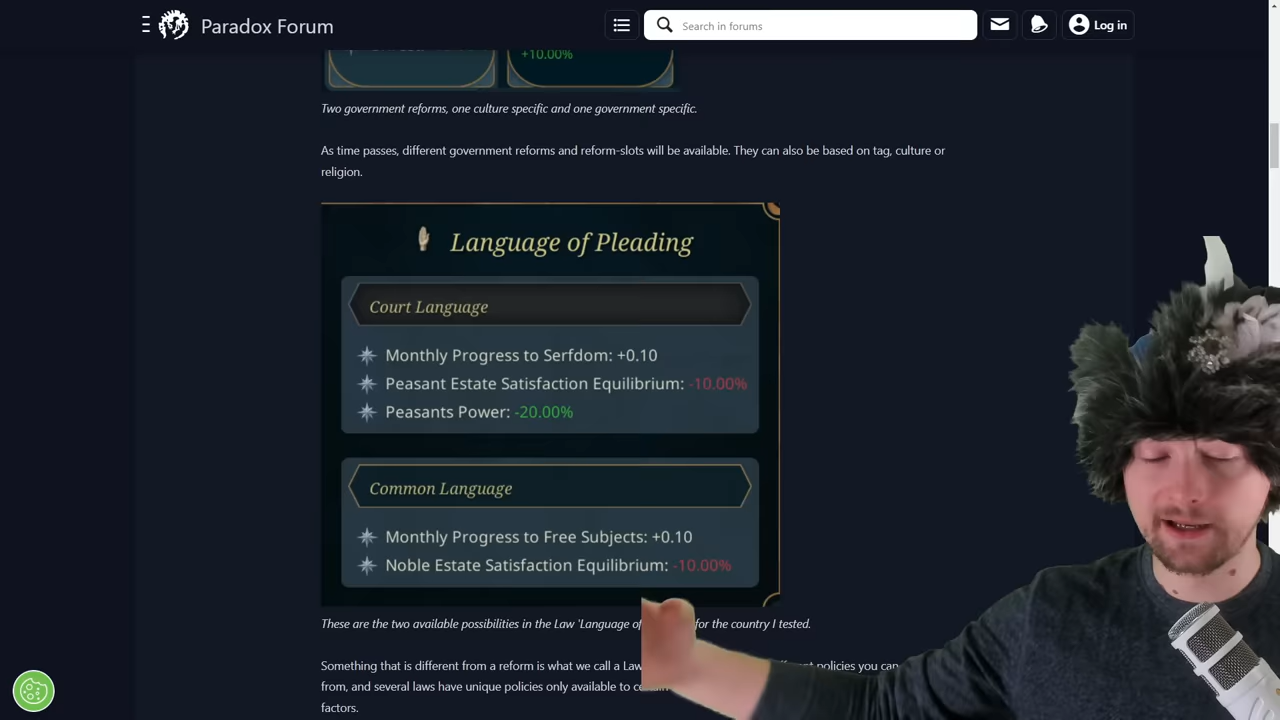 Paradox Forum
Search in forums
Log in
+10.00%
Two government reforms, one culture specific and one government specific.
As time passes, different government reforms and reform-slots will be available. They can also be based on tag, culture or
religion.
Language of Pleading
Court Language
Monthly Progress to Serfdom: +0.10
Peasant Estate Satisfaction Equilibrium: -10.00%
Peasants Power: -20.00%
Common Language
Monthly Progress to Free Subjects: +0.10
Noble Estate Satisfaction Equilibrium: -10.00%
These are the two available possibilities in the Law 'Language of for the country I tested.
Something that is different from a reform is what we call a Law policies you can
from, and several laws have unique policies only available to
factors.